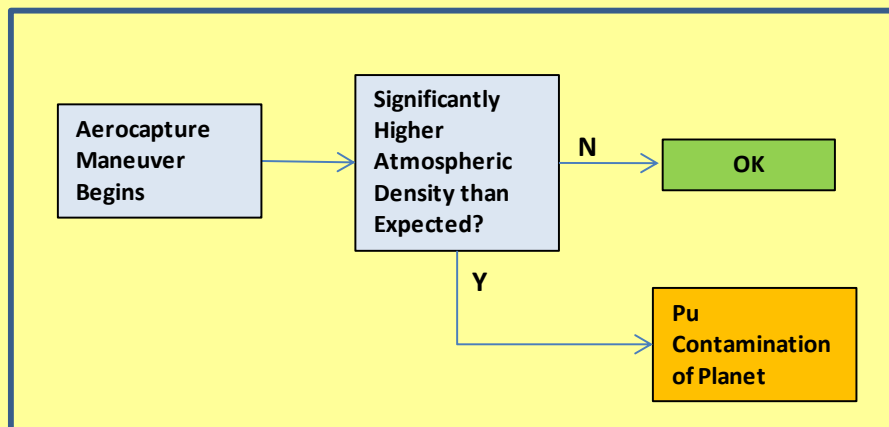 Aerocapture
Maneuver
Begins
Significantly
Higher
Atmospheric
Density than
Expected?
N
OK
Y
Pu
Contamination
of Planet